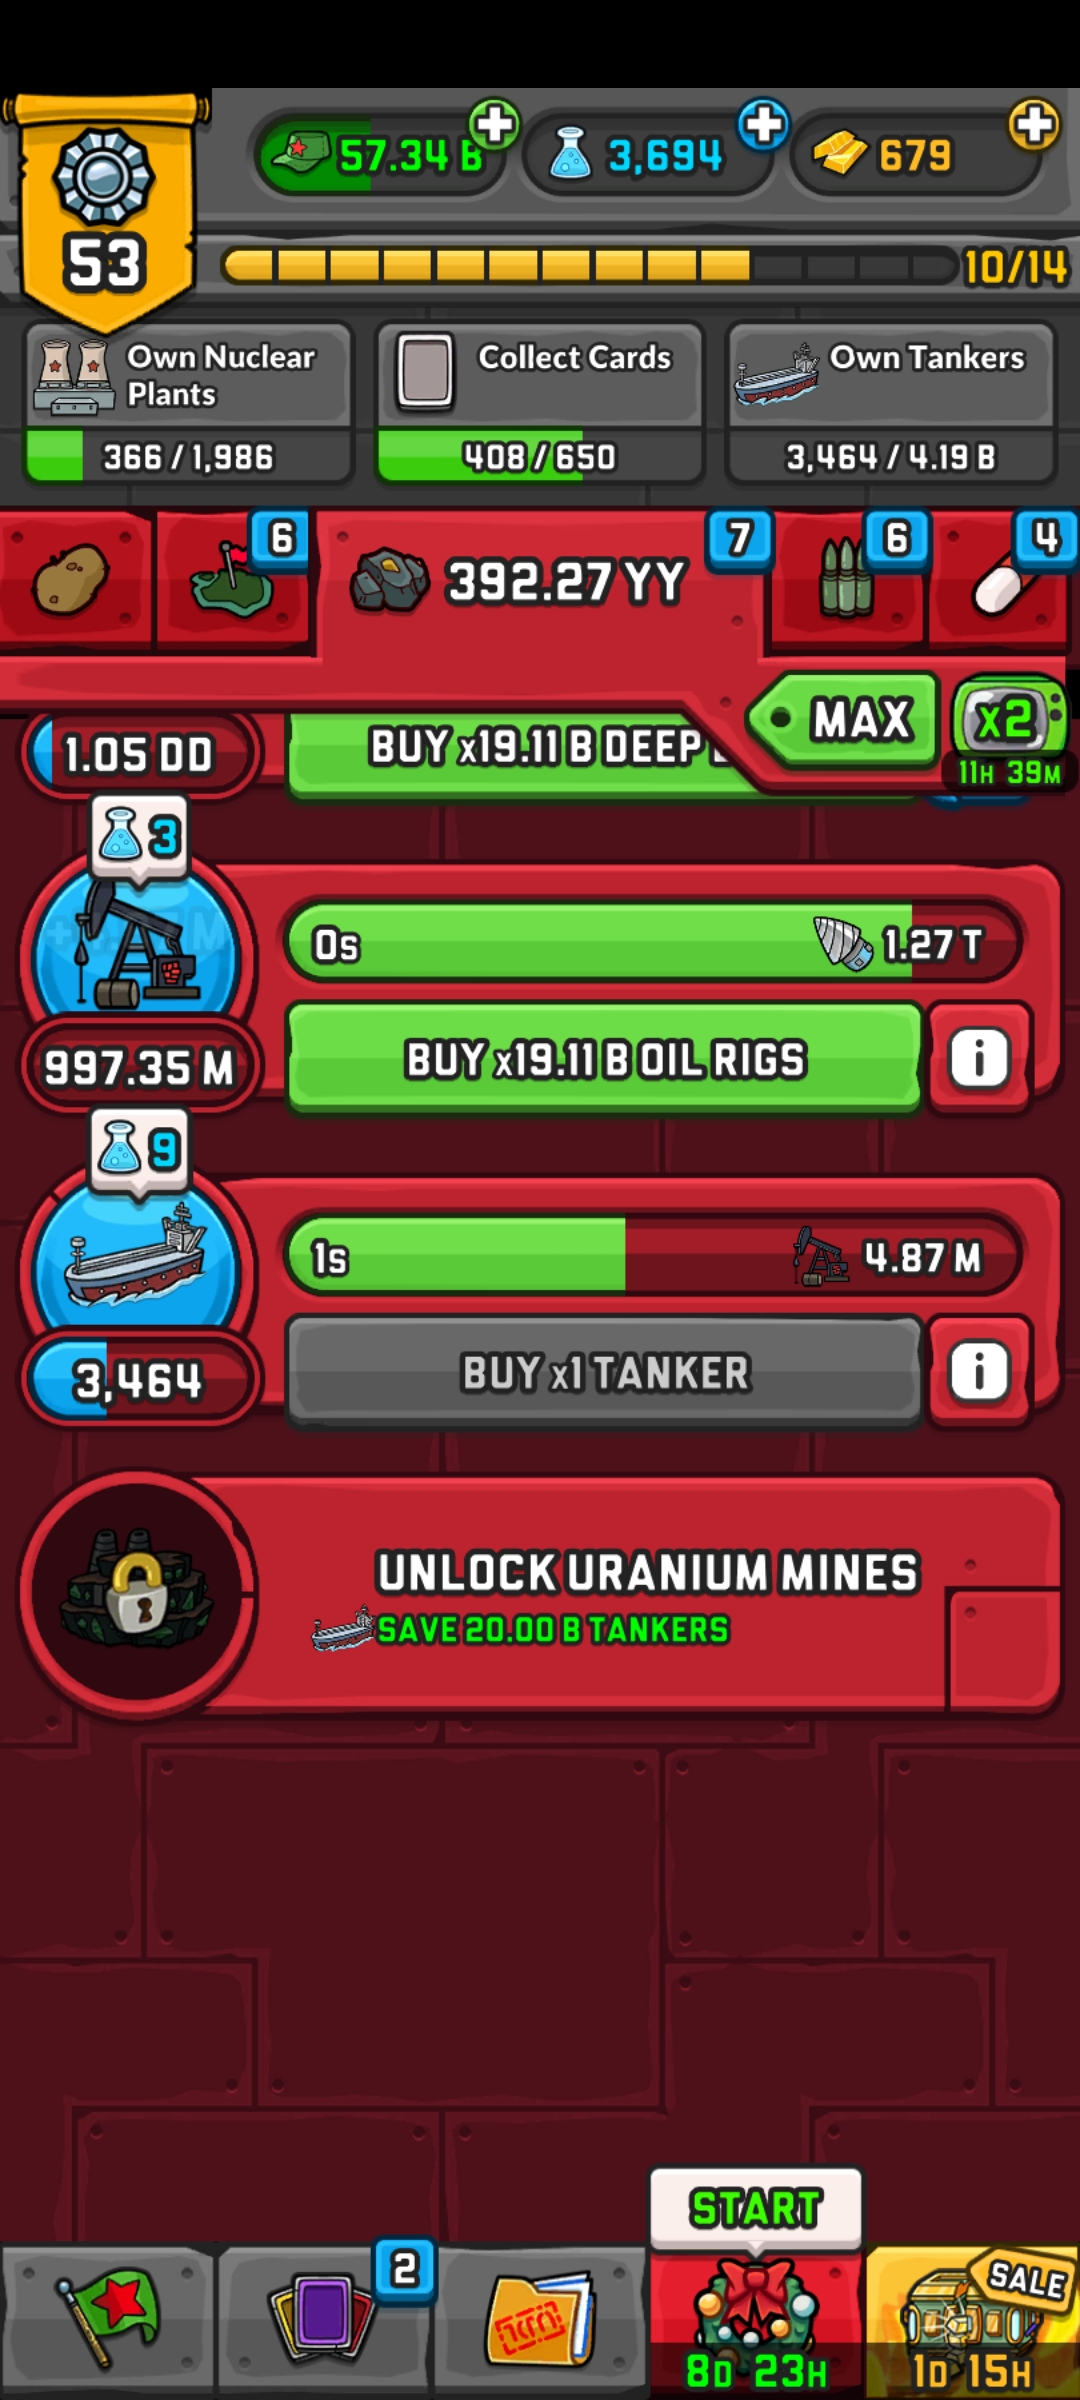 57.34 B
3,694
679
53
10/14
Own Nuclear
Plants
366 / 1,986
Collect Cards
408 / 650
Own Tankers
3,464 / 4.19 B
6
392.27 YY
7
6
4
MAX
x2
11H 39M
1.05 DD
BUY x19.11 B DEEP
3
0s
1.27 T
997.35 M
BUY x19.11 B OIL RIGS
i
9
1s
4.87 M
3,464
BUY x1 TANKER
i
UNLOCK URANIUM MINES
SAVE 20.00 B TANKERS
START
2
SALE
8D 23H
1D 15H